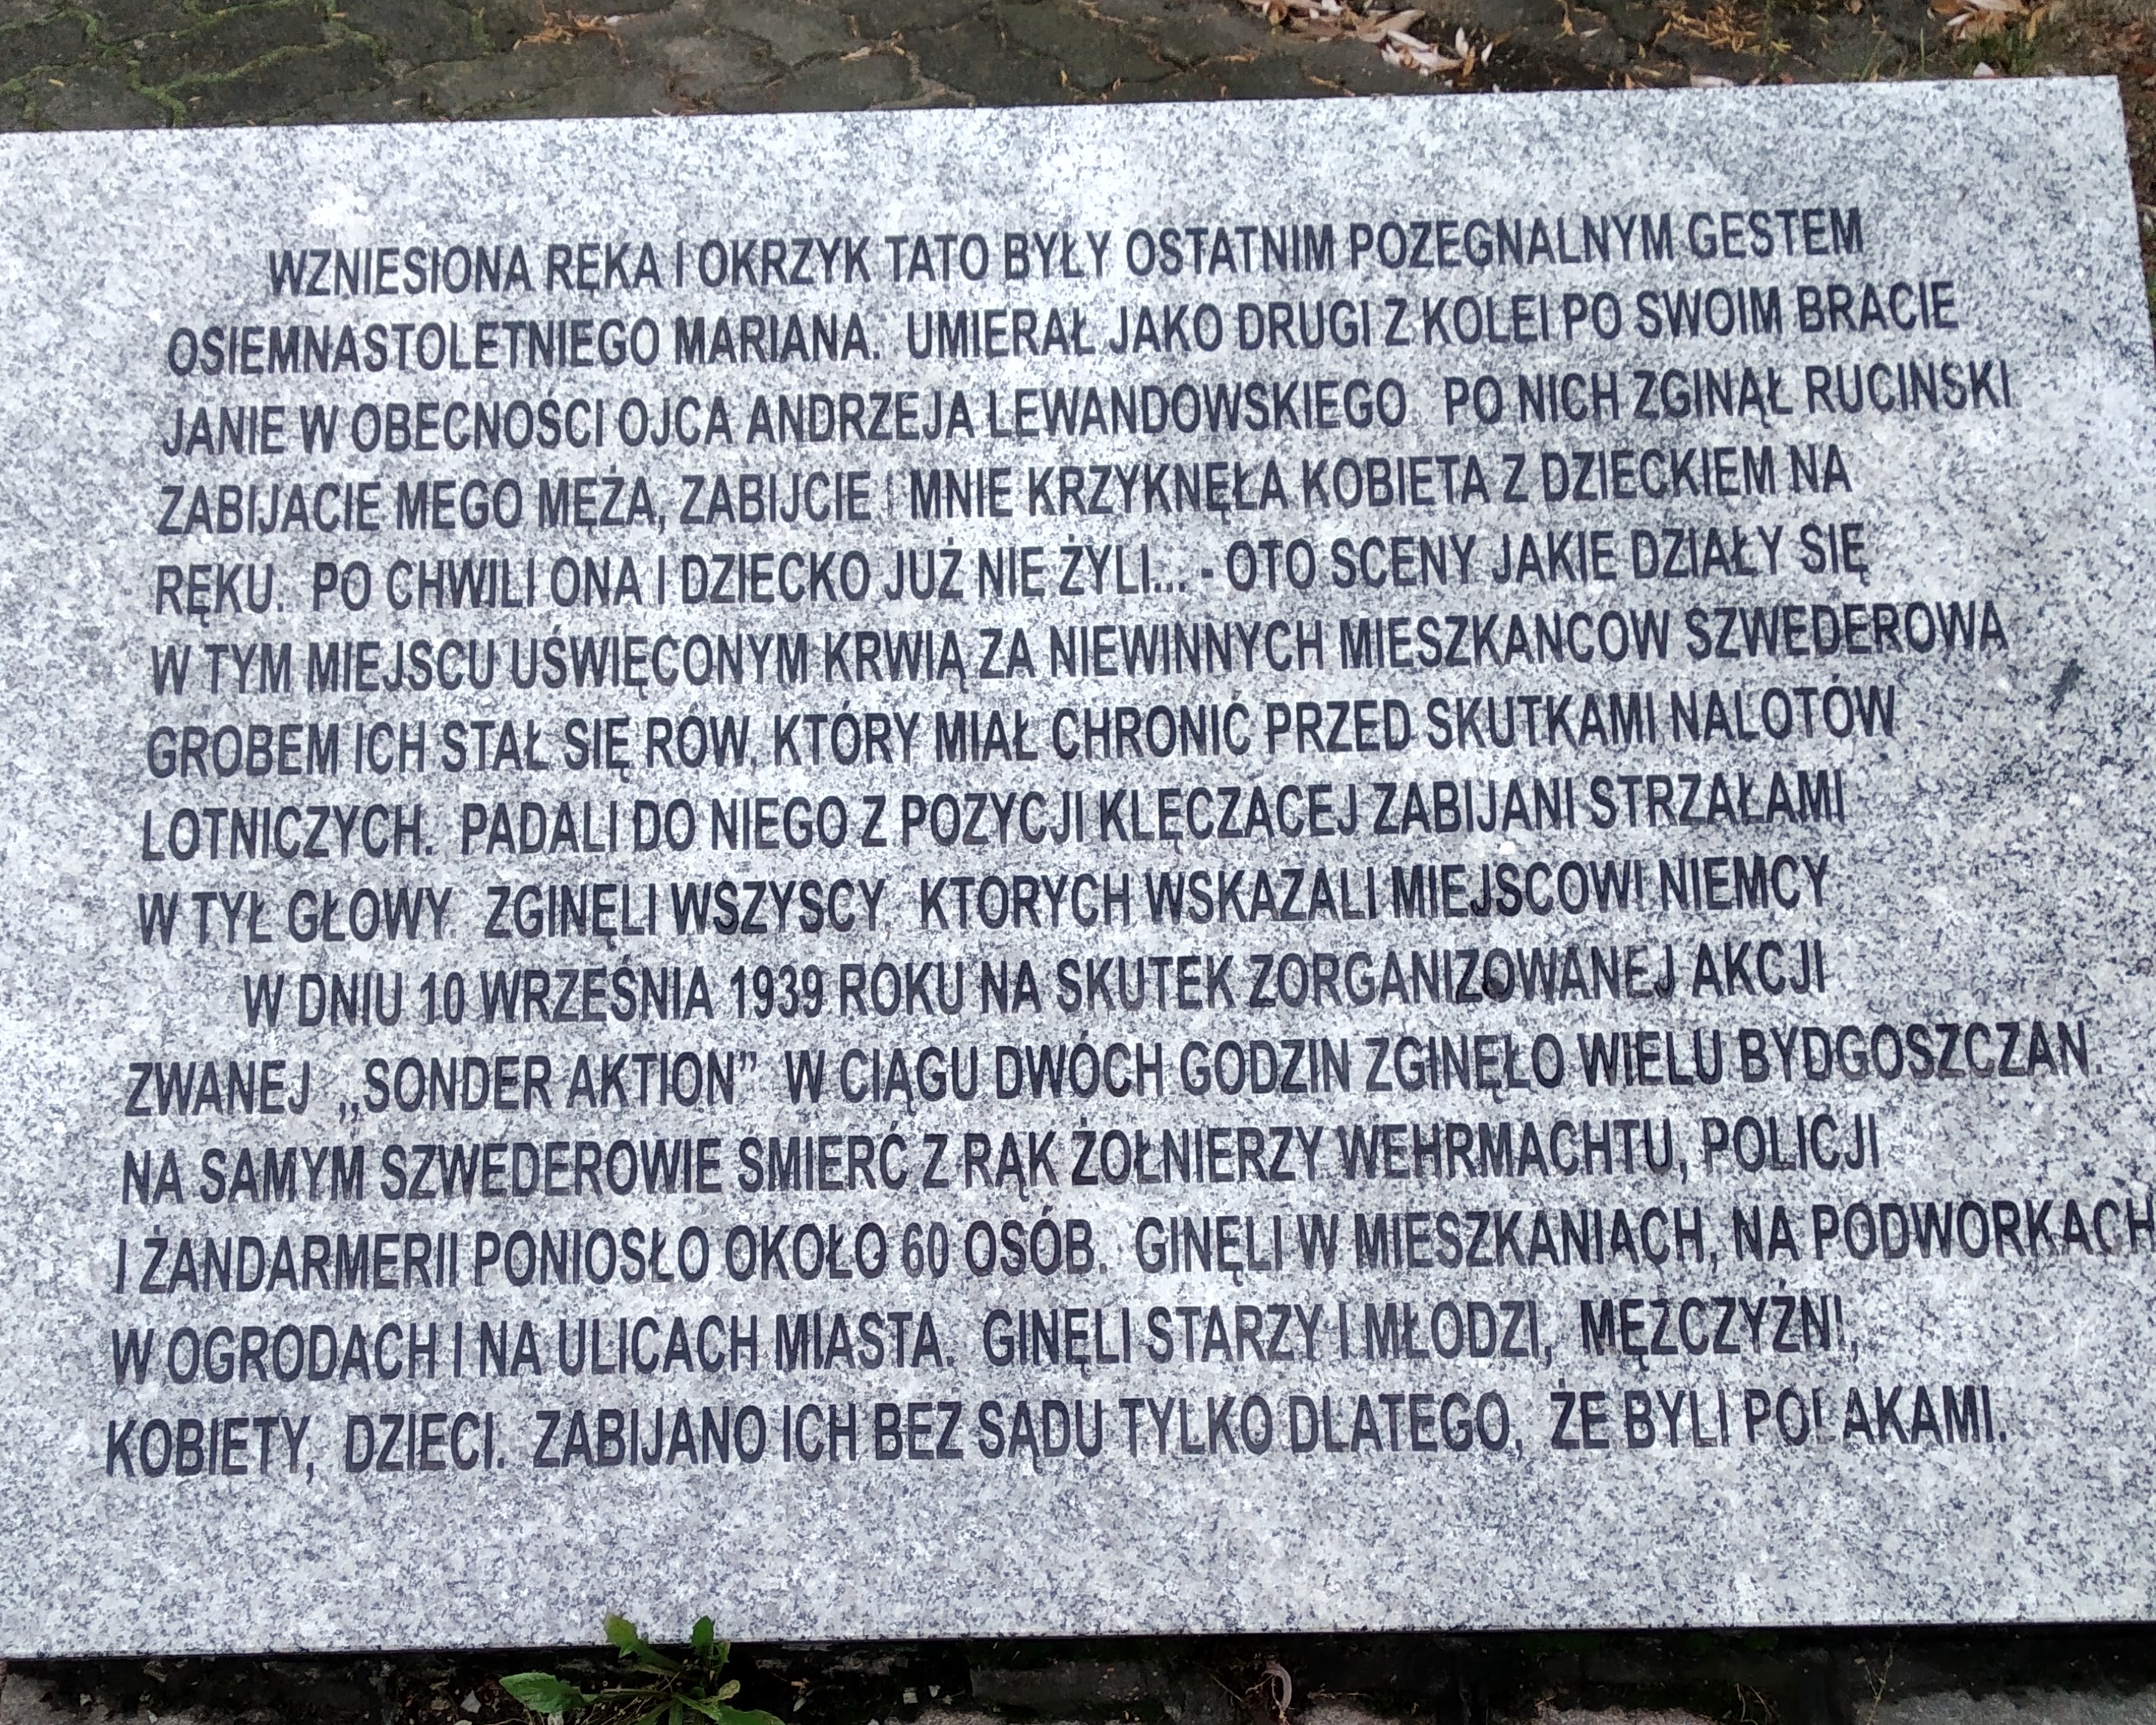 WZNIESIONA RĘKA I OKRZYK TATO BYŁY OSTATNIM POZEGNALNYM GESTEM
OSIEMNASTOLETNIEGO MARIANA. UMIERAŁ JAKO DRUGI Z KOLEI PO SWOIM BRACIE
JANIE W OBECNOŚCI OJCA ANDRZEJA LEWANDOWSKIEGO PO NICH ZGINĄŁ RUCINSKI
ZABIJACIE MEGO MĘŻA, ZABIJCIE I MNIE KRZYKNĘŁA KOBIETA Z DZIECKIEM NA
RĘKU. PO CHWILI ONA I DZIECKO JUŻ NIE ŻYLI... - OTO SCENY JAKIE DZIAŁY SIĘ
W TYM MIEJSCU UŚWIĘCONYM KRWIĄ ZA NIEWINNYCH MIESZKANCOW SZWEDEROWA
GROBEM ICH STAŁ SIĘ RÓW, KTÓRY MIAŁ CHRONIĆ PRZED SKUTKAMI NALOTÓW
LOTNICZYCH. PADALI DO NIEGO Z POZYCJI KLĘCZĄCEJ ZABIJANI STRZAŁAMI
W TYŁ GŁOWY. ZGINĘLI WSZYSCY, KTORYCH WSKAZALI MIEJSCOWI NIEMCY
W DNIU 10 WRZEŚNIA 1939 ROKU NA SKUTEK ZORGANIZOWANEJ AKCJI
ZWANEJ „SONDER AKTION” W CIĄGU DWÓCH GODZIN ZGINĘŁO WIELU BYDGOSZCZAN.
NA SAMYM SZWEDEROWIE SMIERĆ Z RĄK ŻOŁNIERZY WEHRMACHTU, POLICJI
I ŻANDARMERII PONIOSŁO OKOŁO 60 OSÓB. GINĘLI W MIESZKANIACH, NA PODWORKACH
W OGRODACH I NA ULICACH MIASTA. GINĘLI STARZY I MŁODZI, MĘŻCZYŹNI,
KOBIETY, DZIECI. ZABIJANO ICH BEZ SĄDU TYLKO DLATEGO, ŻE BYLI POLAKAMI.